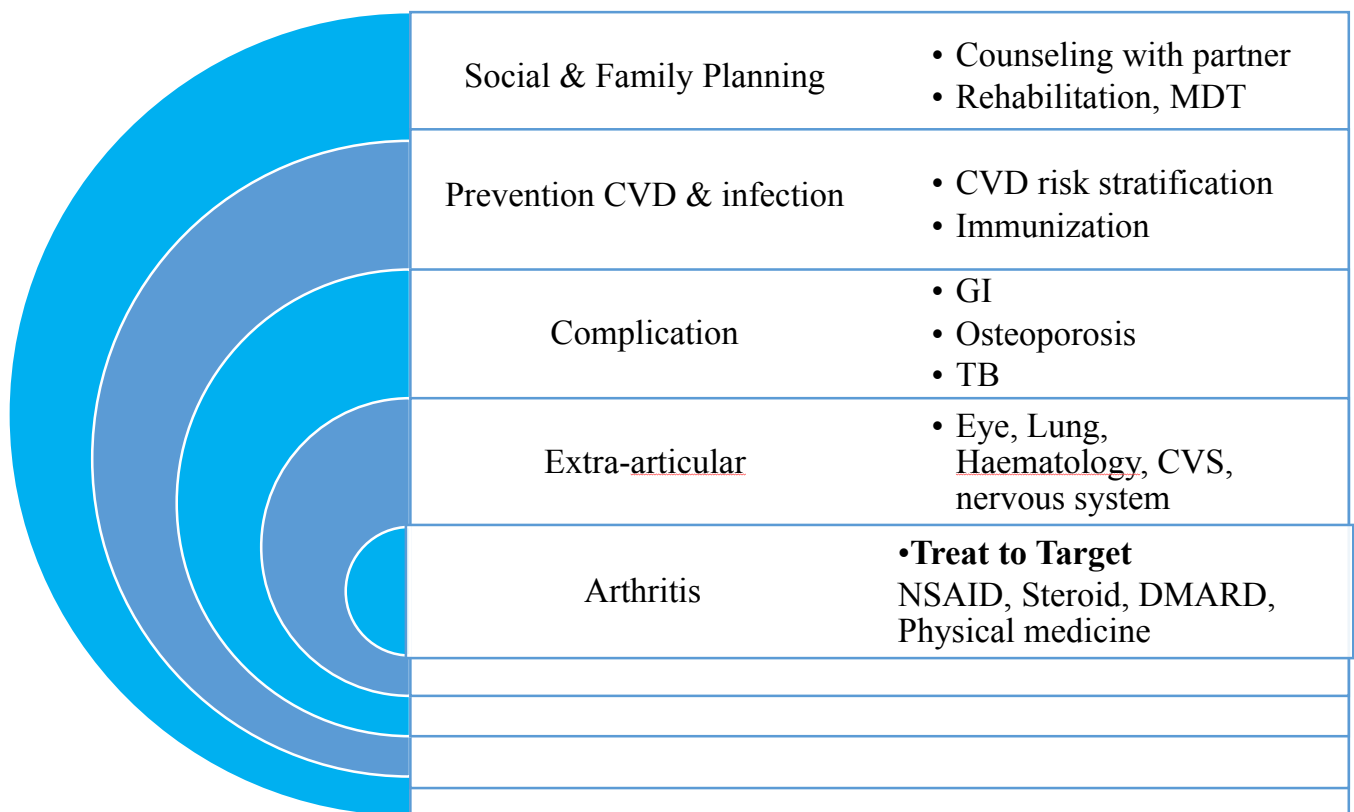 Social & Family Planning
• Counseling with partner
• Rehabilitation, MDT
Prevention CVD & infection
• CVD risk stratification
• Immunization
Complication
• GI
• Osteoporosis
• TB
Extra-articular
• Eye, Lung,
Haematology, CVS,
nervous system
Arthritis
•Treat to Target
NSAID, Steroid, DMARD,
Physical medicine